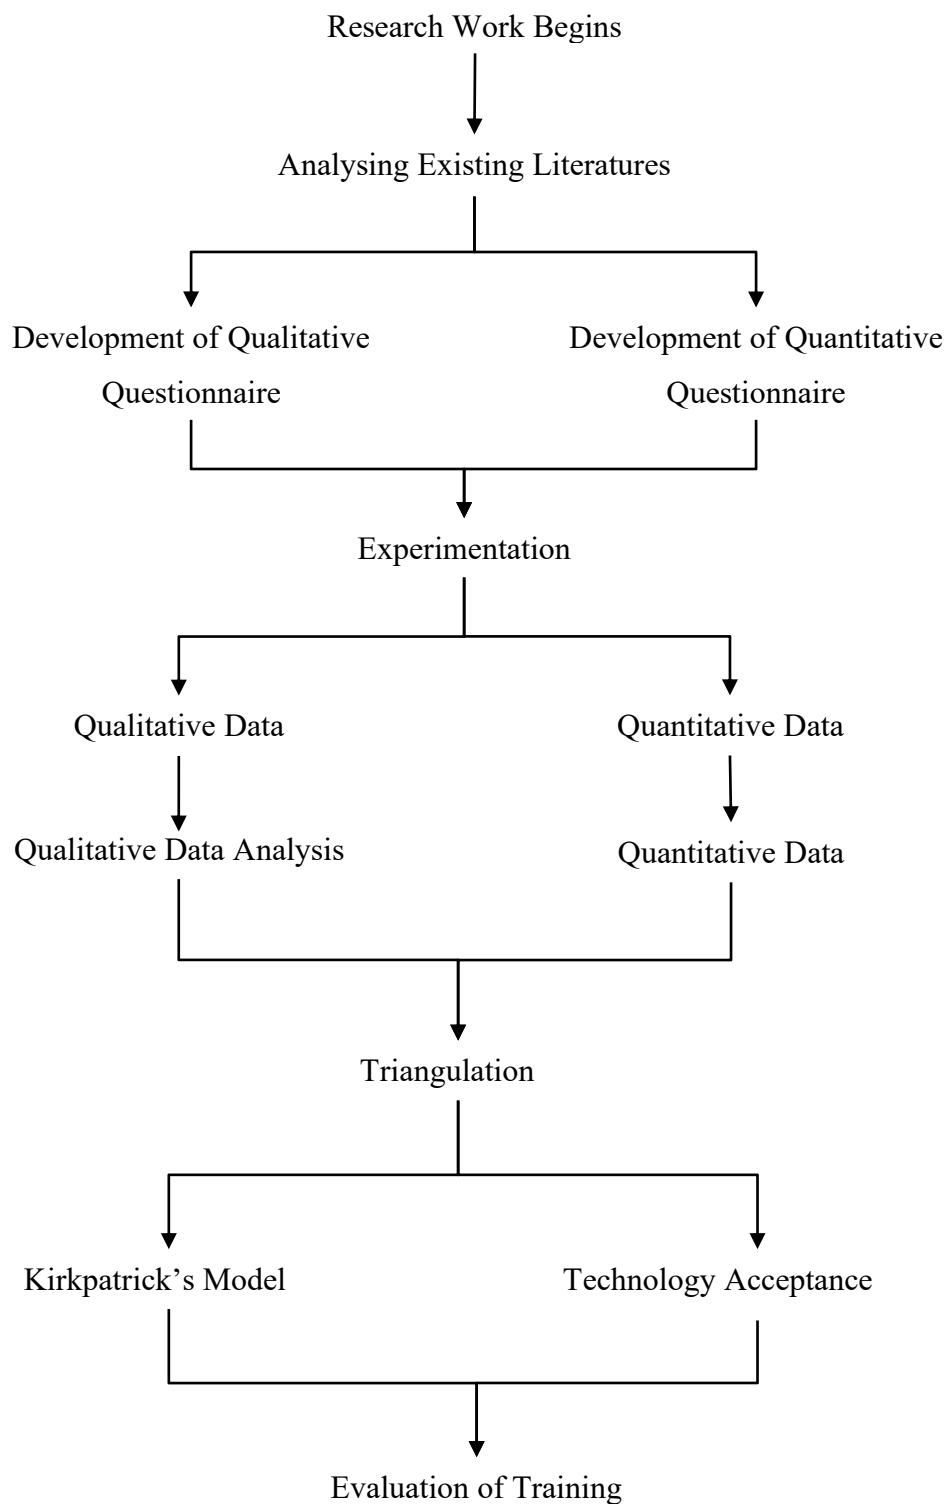 Research Work Begins
Analysing Existing Literatures
Development of Qualitative
Questionnaire
Development of Quantitative
Questionnaire
Experimentation
Qualitative Data
Quantitative Data
Qualitative Data Analysis
Quantitative Data
Triangulation
Kirkpatrick’s Model
Technology Acceptance
Evaluation of Training